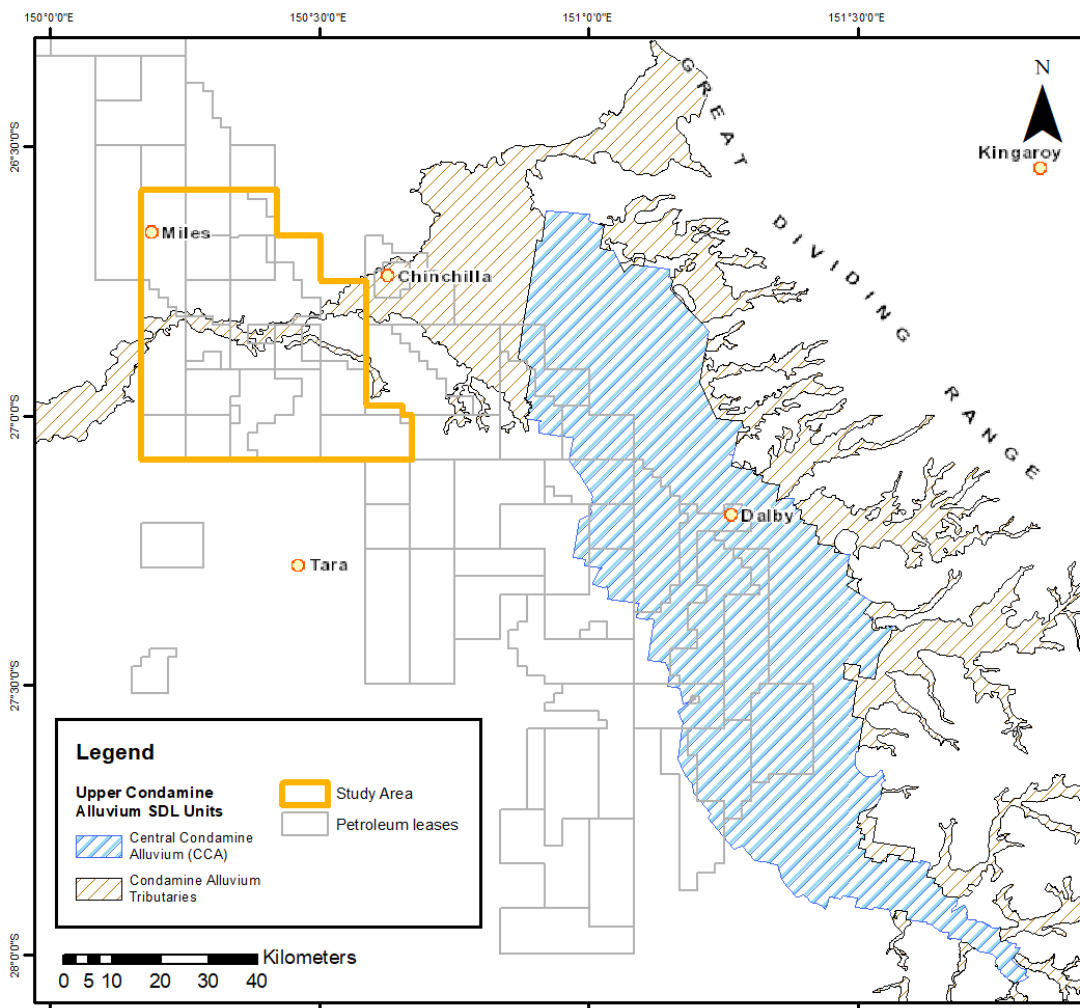 150°0'0"E
150°30'0"E
151°0'0"E
151°30'0"E
26°30'0"S
27°0'0"S
27°30'0"S
28°0'0"S
GREAT DIVIDING RANGE
N
Kingaroy
Miles
Chinchilla
Dalby
Tara
Legend
Upper Condamine
Alluvium SDL Units
Central Condamine
Alluvium (CCA)
Condamine Alluvium
Tributaries
Study Area
Petroleum leases
Kilometers
0 5 10 20 30 40